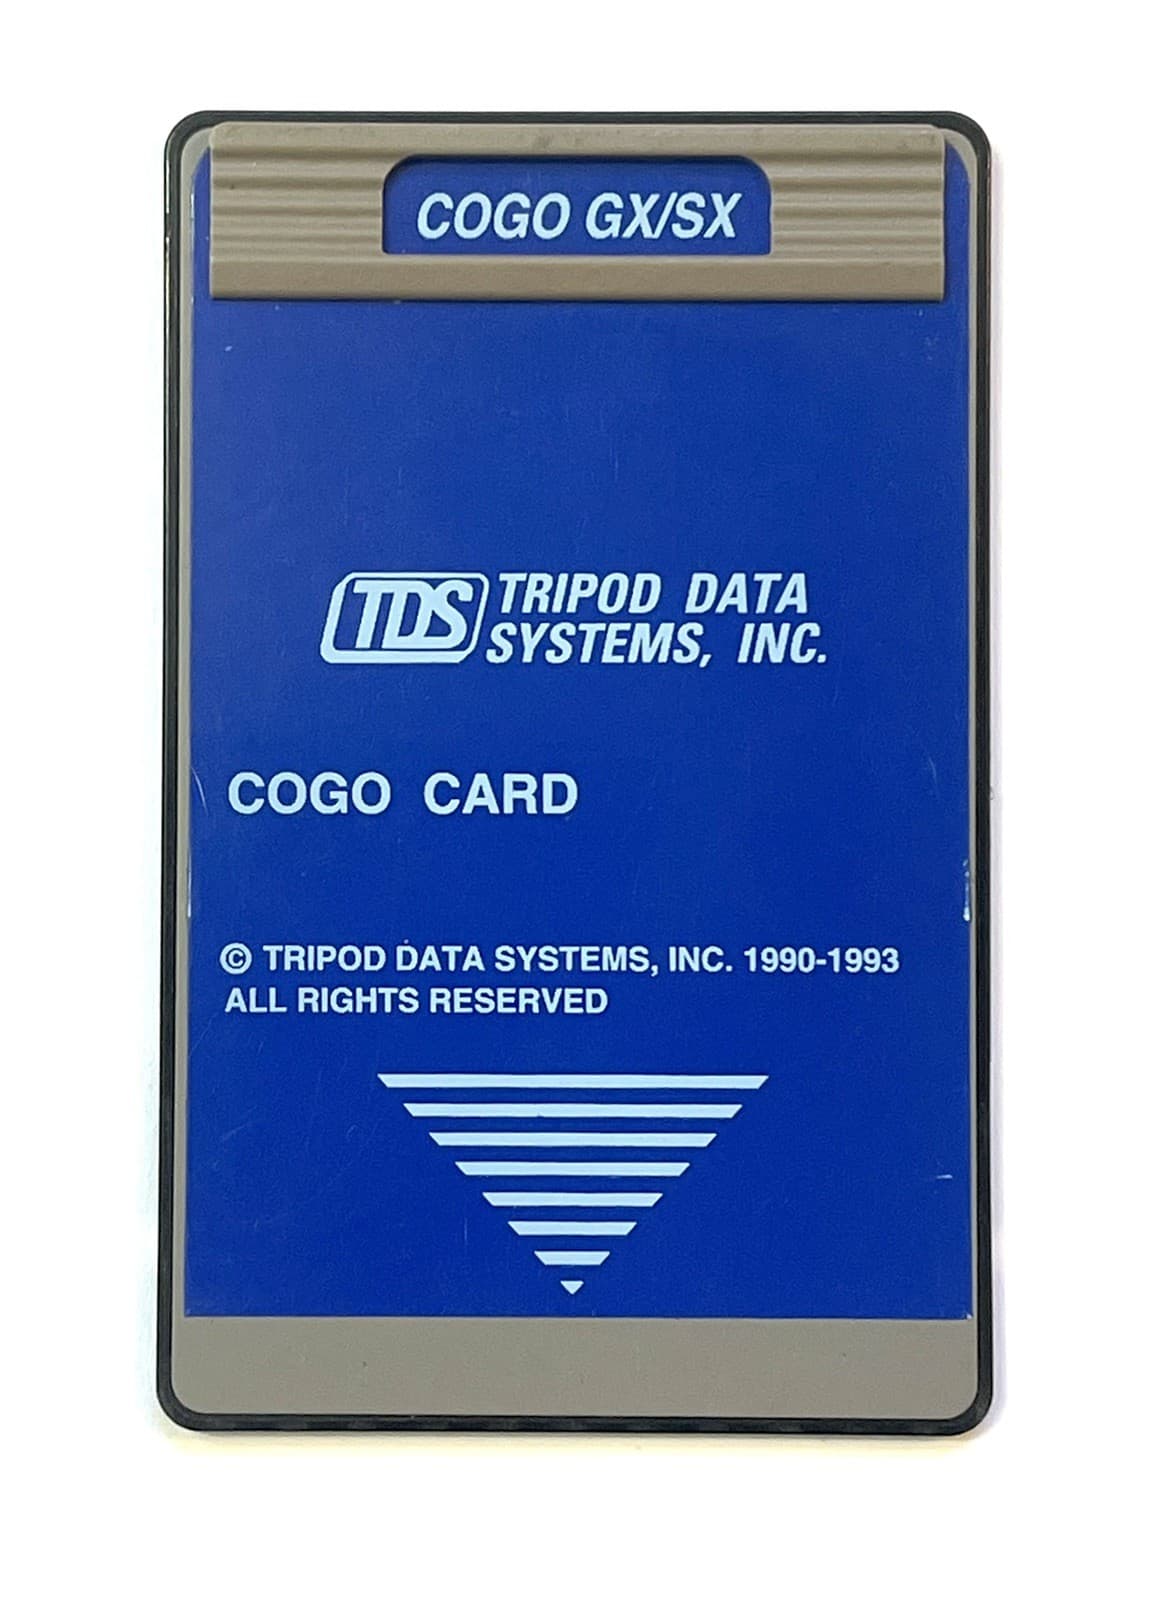 COGO GX/SX
TDS TRIPOD DATA
SYSTEMS, INC.
COGO CARD
© TRIPOD DATA SYSTEMS, INC. 1990-1993
ALL RIGHTS RESERVED